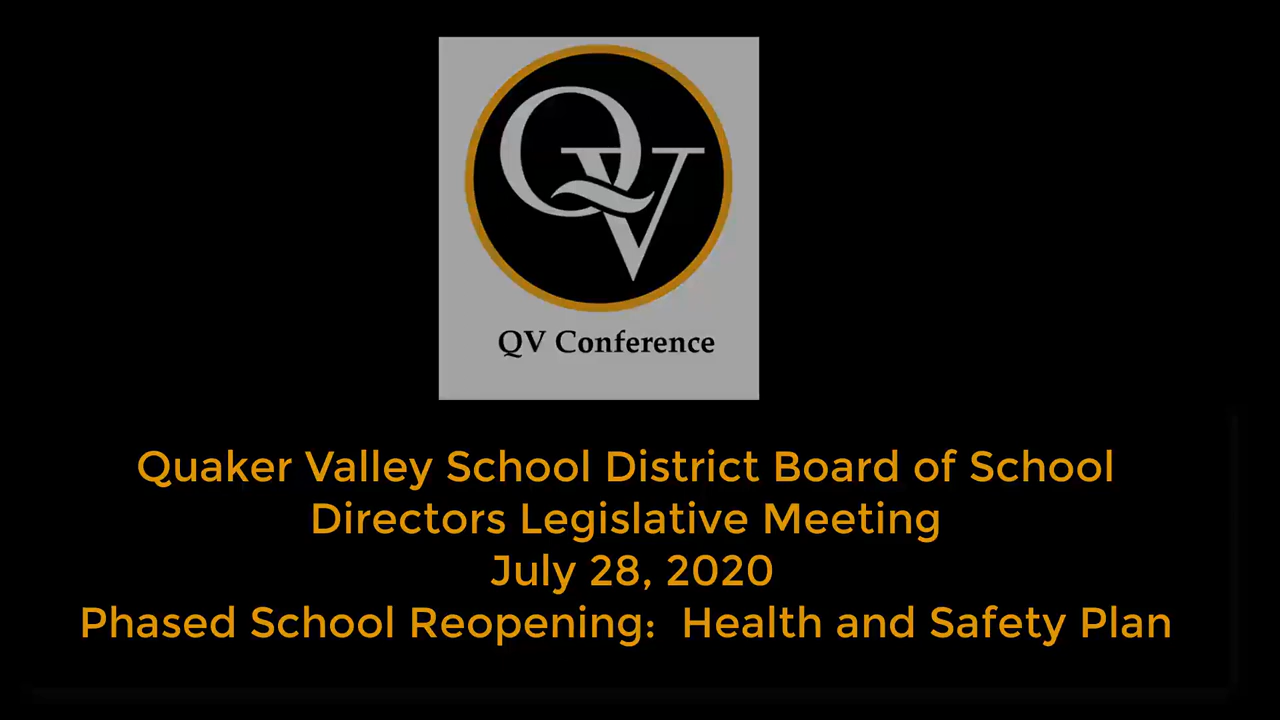 QV
QV Conference
Quaker Valley School District Board of School
Directors Legislative Meeting
July 28, 2020
Phased School Reopening:  Health and Safety Plan